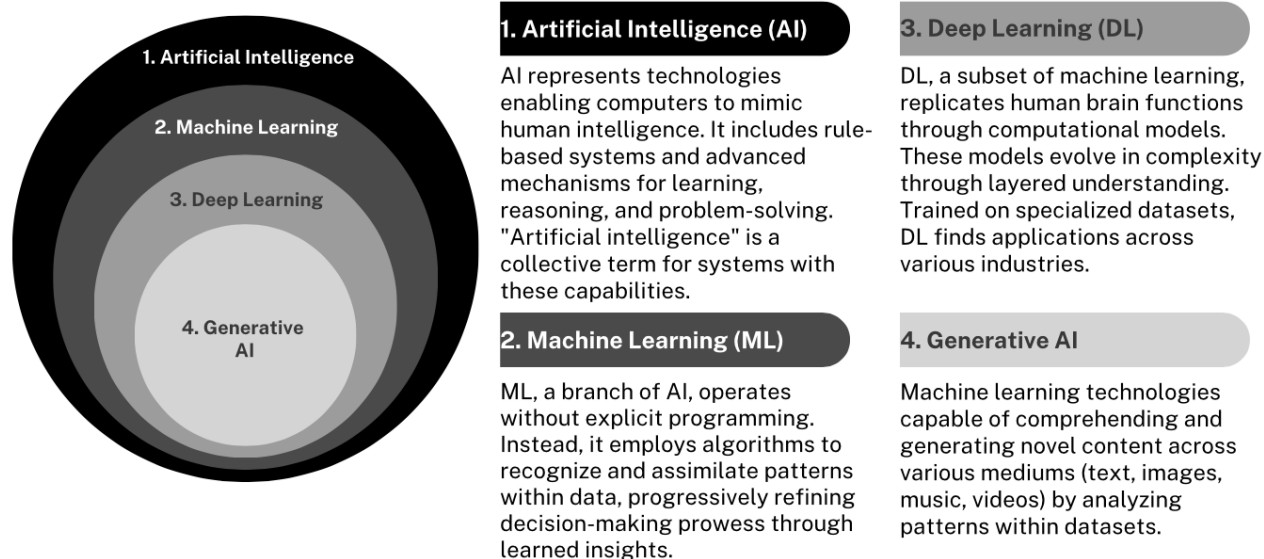 1. Artificial Intelligence
2. Machine Learning
3. Deep Learning
4. Generative
AI
1. Artificial Intelligence (AI)
AI represents technologies
enabling computers to mimic
human intelligence. It includes rule-
based systems and advanced
mechanisms for learning,
reasoning, and problem-solving.
"Artificial intelligence" is a
collective term for systems with
these capabilities.
2. Machine Learning (ML)
ML, a branch of AI, operates
without explicit programming.
Instead, it employs algorithms to
recognize and assimilate patterns
within data, progressively refining
decision-making prowess through
learned insights.
3. Deep Learning (DL)
DL, a subset of machine learning,
replicates human brain functions
through computational models.
These models evolve in complexity
through layered understanding.
Trained on specialized datasets,
DL finds applications across
various industries.
4. Generative AI
Machine learning technologies
capable of comprehending and
generating novel content across
various mediums (text, images,
music, videos) by analyzing
patterns within datasets.